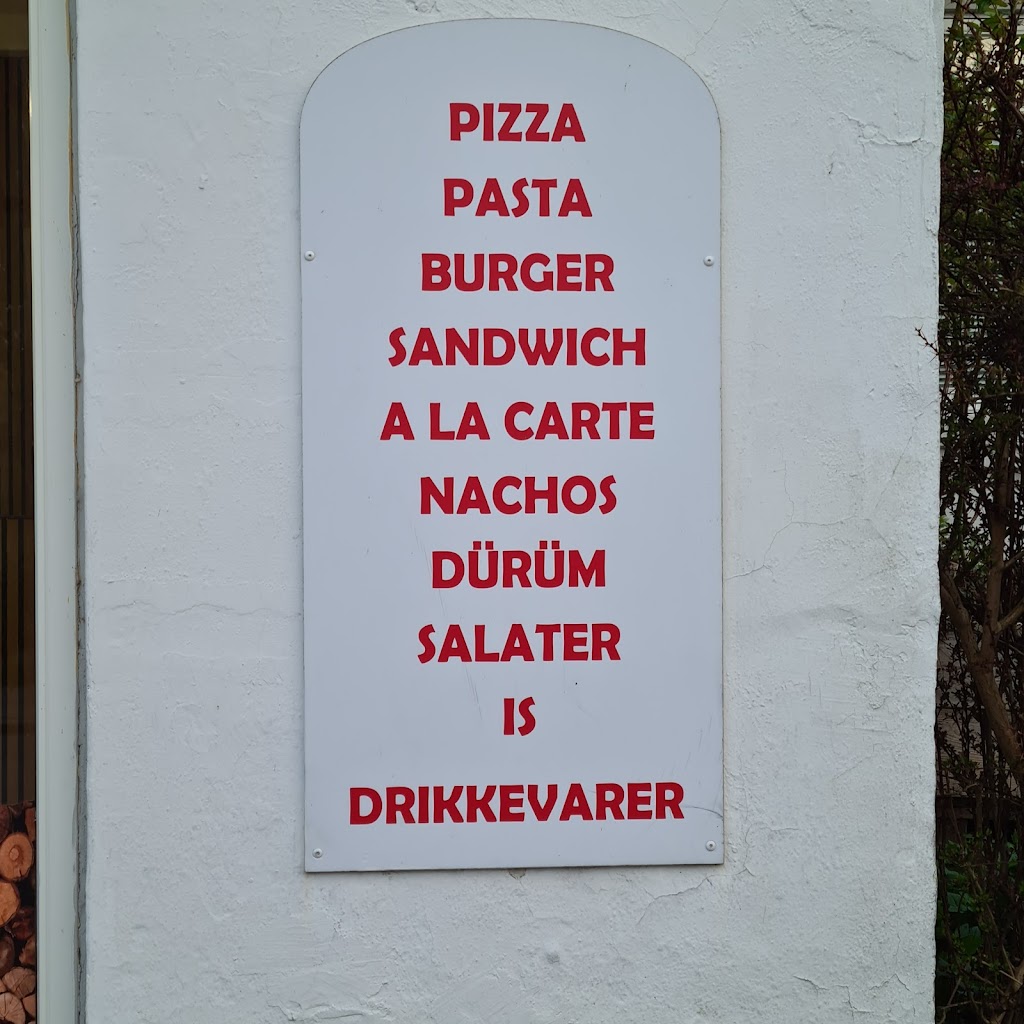 PIZZA
PASTA
BURGER
SANDWICH
A LA CARTE
NACHOS
DÜRÜM
SALATER
IS
DRIKKEVARER